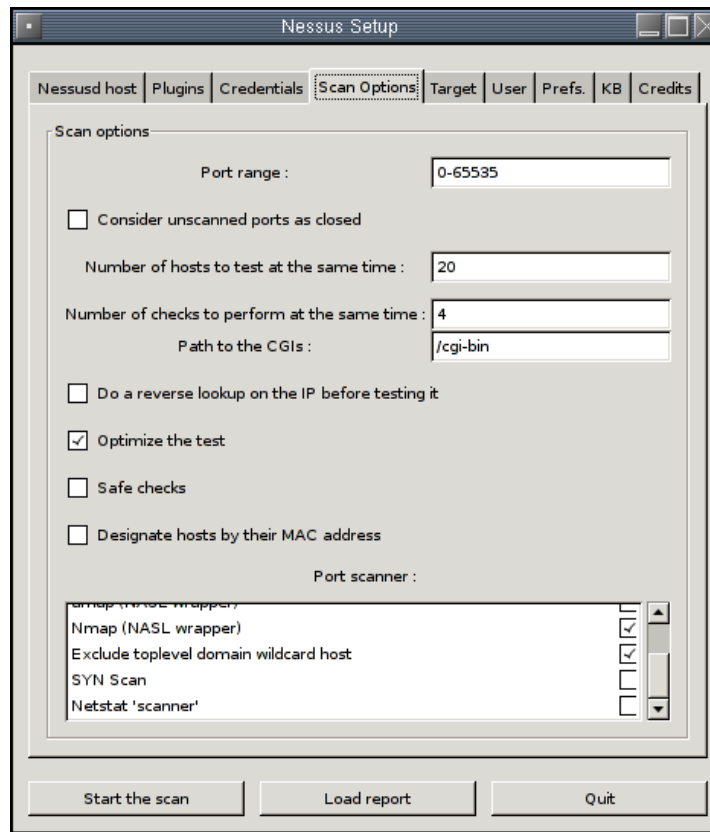 Nessus Setup
Nessusd host Plugins Credentials Scan Options Target User Prefs. KB Credits
Scan options
Port range : 0-65535
Consider unscanned ports as closed
Number of hosts to test at the same time : 20
Number of checks to perform at the same time : 4
Path to the CGIs : /cgi-bin
Do a reverse lookup on the IP before testing it
Optimize the test
Safe checks
Designate hosts by their MAC address
Port scanner :
(NASL wrapper)
Nmap (NASL wrapper)
Exclude toplevel domain wildcard host
SYN Scan
Netstat 'scanner'
Start the scan Load report Quit